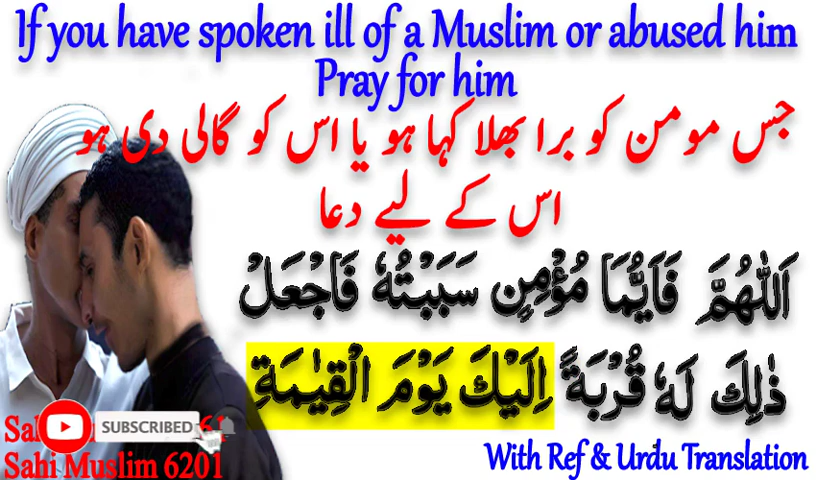 If you have spoken ill of a Muslim or abused him
Pray for him
جس مومن کو برا بھلا کہا ہو یا اس کو گالی دی ہو
اس کے لیے دعا
اَللّٰهُمَّ فَاَيُّمَا مُؤْمِنٍ سَبَبْتُهٗ فَاجْعَلْ
ذٰلِكَ لَهٗ قُرْبَةً اِلَيْكَ يَوْمَ الْقِيٰمَةِ
SUBSCRIBED
Sahi Muslim 6201
With Ref & Urdu Translation